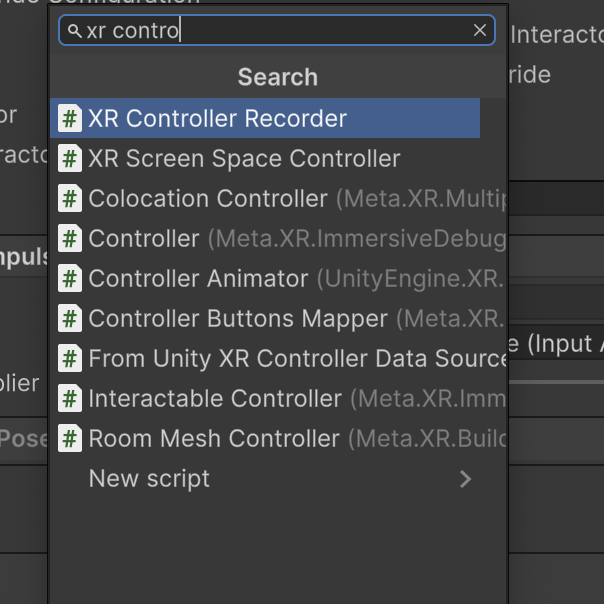 xr contro
Interacto
ride
Search
or
XR Controller Recorder
racto
XR Screen Space Controller
Colocation Controller (Meta.XR.Multip
npuls
Controller (Meta.XR.ImmersiveDebug
Controller Animator (UnityEngine.XR.
Controller Buttons Mapper (Meta.XR.
e (Input A
From Unity XR Controller Data Source
plier
Interactable Controller (Meta.XR.Imm
Pose
Room Mesh Controller (Meta.XR.Build
New script